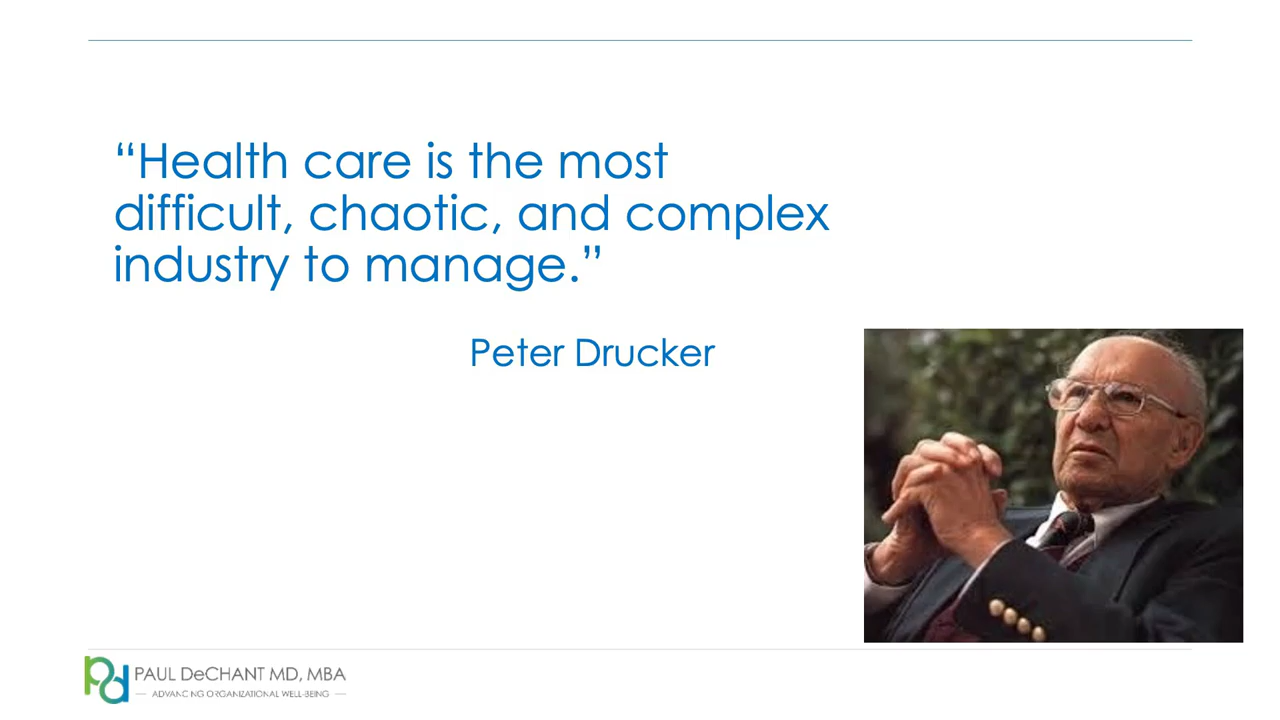 “Health care is the most
difficult, chaotic, and complex
industry to manage.”
Peter Drucker
pd
PAUL DeCHANT MD, MBA
— ADVANCING ORGANIZATIONAL WELL-BEING —